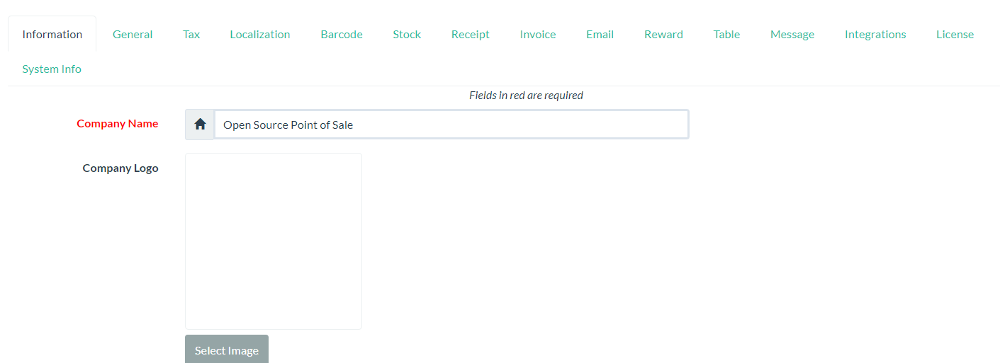 Information General Tax Localization Barcode Stock Receipt Invoice Email Reward Table Message Integrations License
System Info
Fields in red are required
Company Name Open Source Point of Sale
Company Logo
Select Image